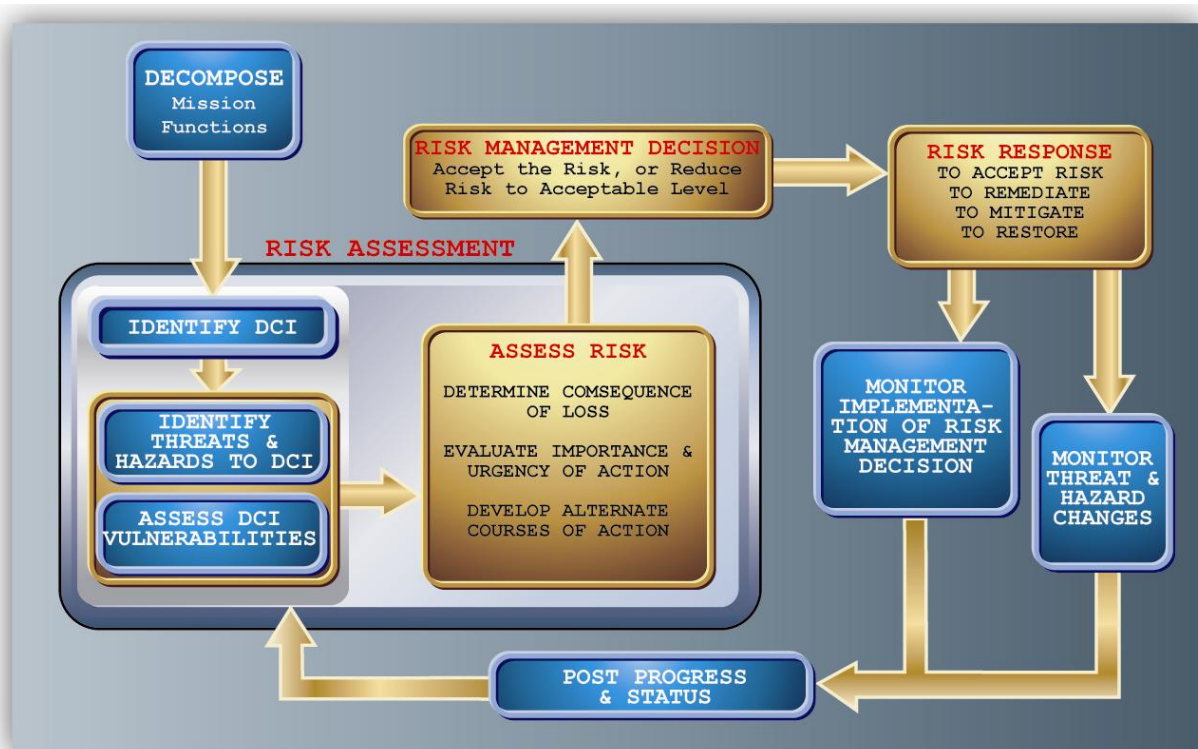 DECOMPOSE
Mission
Functions
RISK MANAGEMENT DECISION
Accept the Risk, or Reduce
Risk to Acceptable Level
RISK RESPONSE
TO ACCEPT RISK
TO REMEDIATE
TO MITIGATE
TO RESTORE
RISK ASSESSMENT
IDENTIFY DCI
IDENTIFY
THREATS &
HAZARDS TO DCI
ASSESS DCI
VULNERABILITIES
ASSESS RISK
DETERMINE COMSEQUENCE
OF LOSS
EVALUATE IMPORTANCE &
URGENCY OF ACTION
DEVELOP ALTERNATE
COURSES OF ACTION
MONITOR
IMPLEMENTA-
TION OF RISK
MANAGEMENT
DECISION
MONITOR
THREAT &
HAZARD
CHANGES
POST PROGRESS
& STATUS